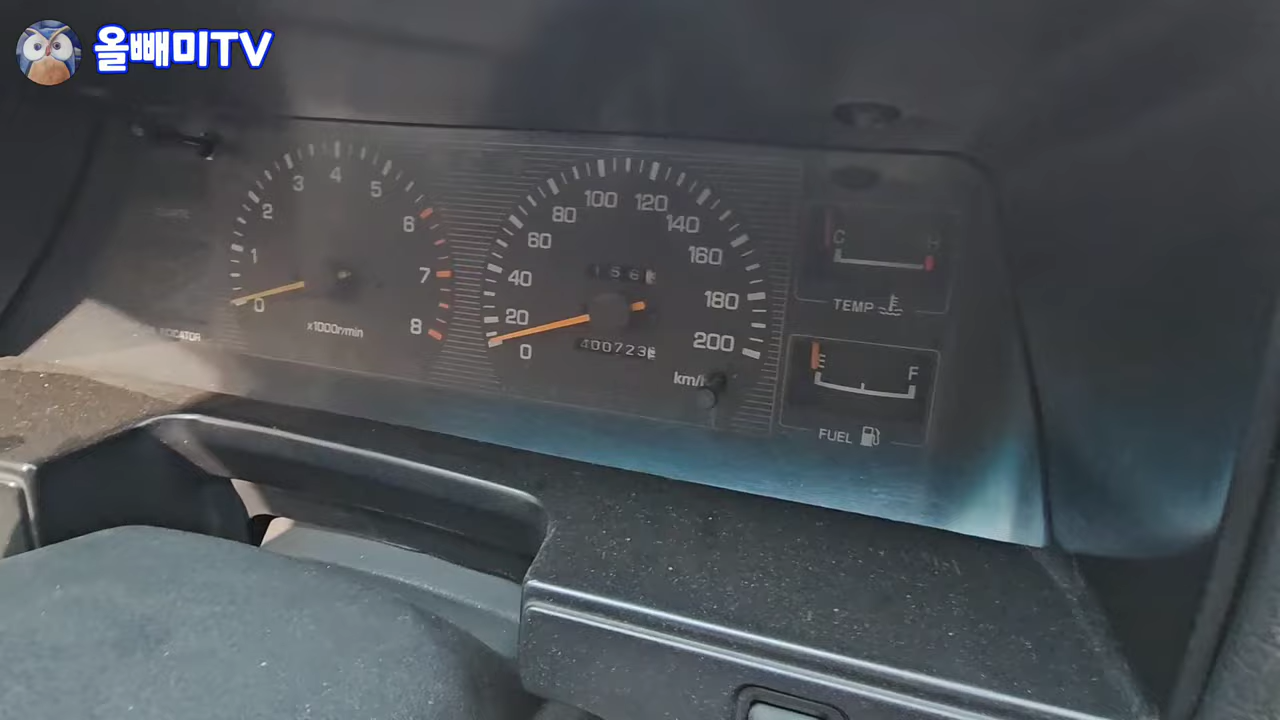 올빼미TV
0 1 2 3 4 5 6 7 8
x1000r/min
0 20 40 60 80 100 120 140 160 180 200
km/h
400723
C H
TEMP
E F
FUEL